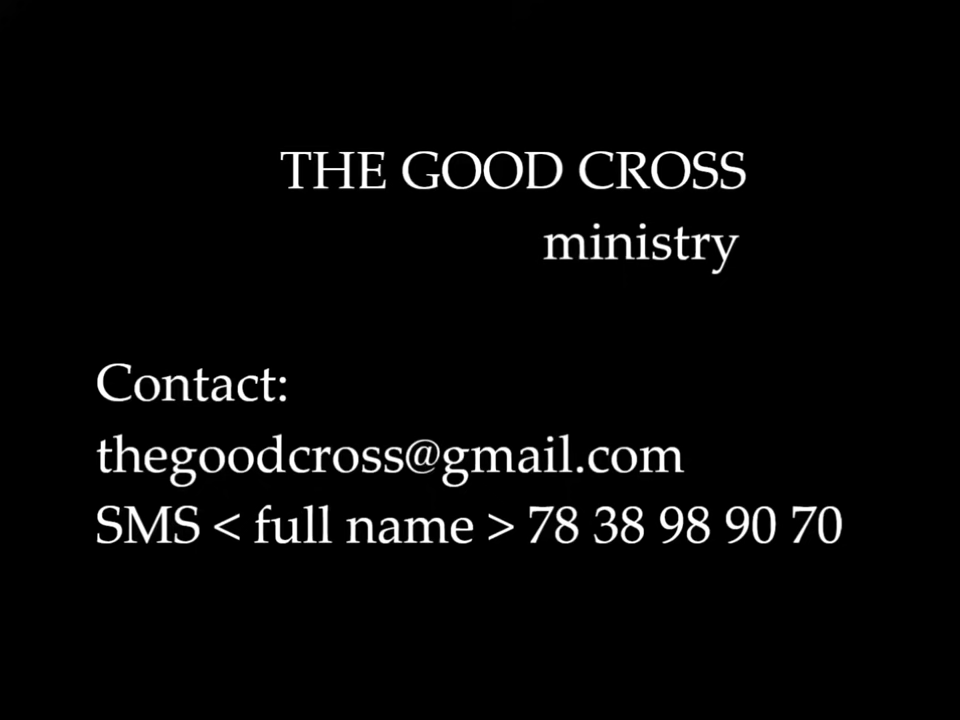 THE GOOD CROSS
ministry
Contact:
thegoodcross@gmail.com
SMS < full name > 78 38 98 90 70